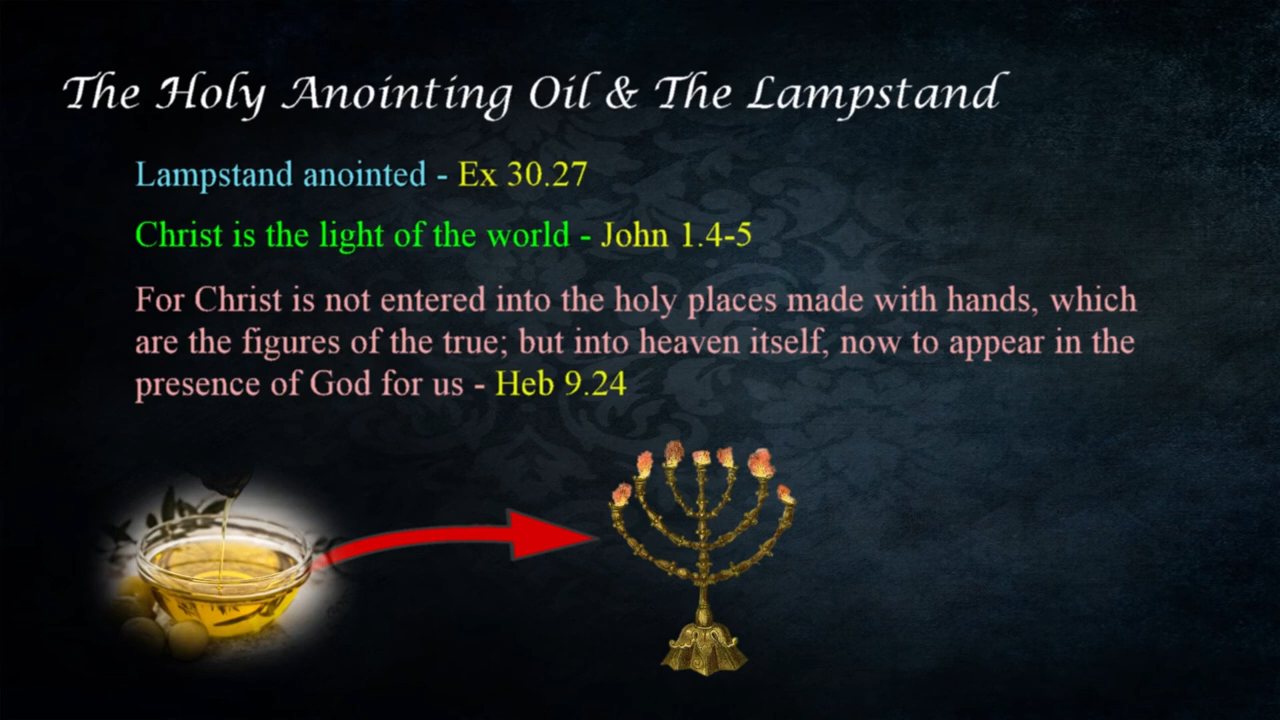 The Holy Anointing Oil & The Lampstand
Lampstand anointed - Ex 30.27
Christ is the light of the world - John 1.4-5
For Christ is not entered into the holy places made with hands, which
are the figures of the true; but into heaven itself, now to appear in the
presence of God for us - Heb 9.24